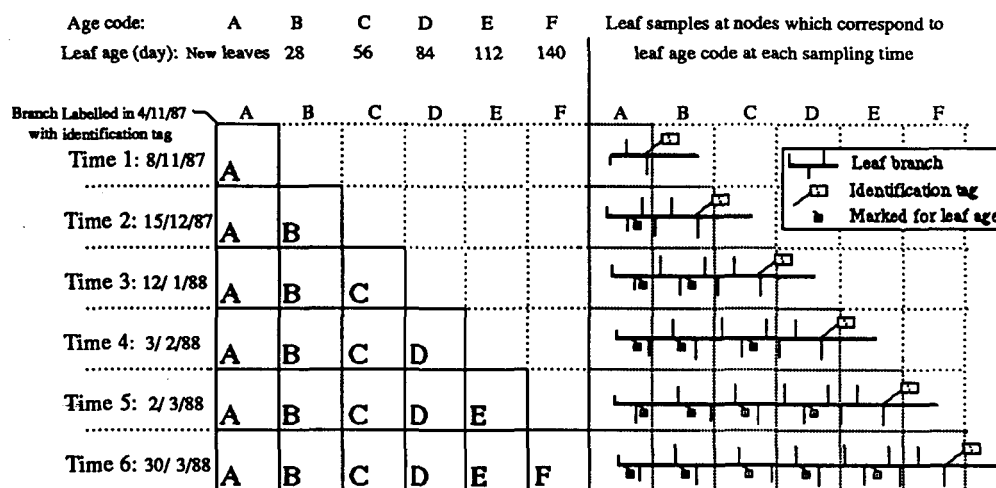 Age code: A B C D E F Leaf samples at nodes which correspond to
Leaf age (day): New leaves 28 56 84 112 140 leaf age code at each sampling time
Branch Labelled in 4/11/87 A B C D E F A B C D E F
with identification tag
Time 1: 8/11/87
A
Leaf branch
Identification tag
Time 2: 15/12/87 Marked for leaf age
A B
Time 3: 12/ 1/88
A B C
Time 4: 3/ 2/88
A B C D
Time 5: 2/ 3/88
A B C D E
Time 6: 30/ 3/88
A B C D E F